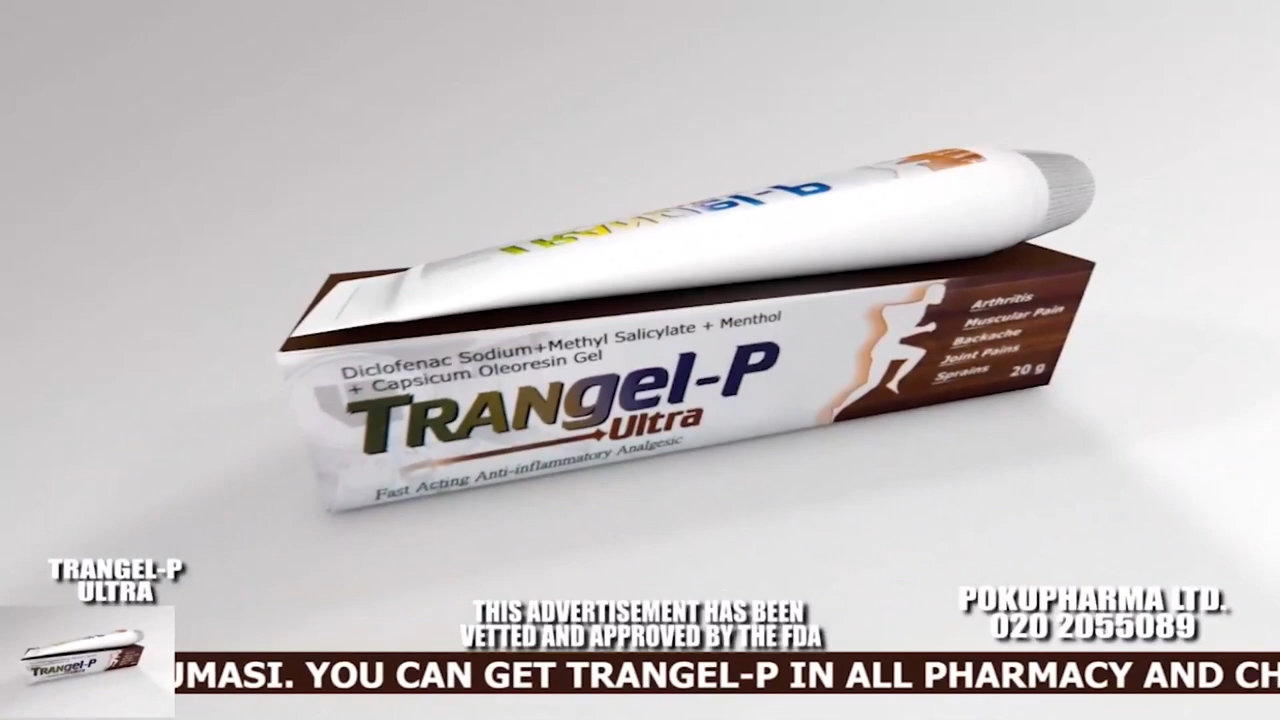 TRANGEL-P
Diclofenac Sodium+Methyl Salicylate + Menthol
+ Capsicum Oleoresin Gel
TRANgel-P
Ultra
Fast Acting Anti-inflammatory Analgesic
Arthritis
Muscular Pain
Backache
Joint Pains
Sprains
20 g
TRANGEL-P
ULTRA
TRANgel-P
THIS ADVERTISEMENT HAS BEEN
VETTED AND APPROVED BY THE FDA
POKUPHARMA LTD.
020 2055089
UMASI. YOU CAN GET TRANGEL-P IN ALL PHARMACY AND CH